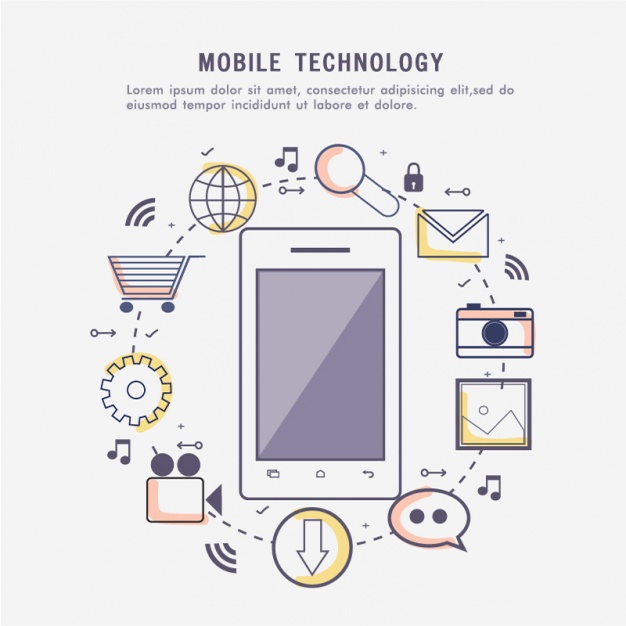 MOBILE TECHNOLOGY
Lorem ipsum dolor sit amet, consectetur adipisicing elit,sed do
eiusmod tempor incididunt ut labore et dolore.